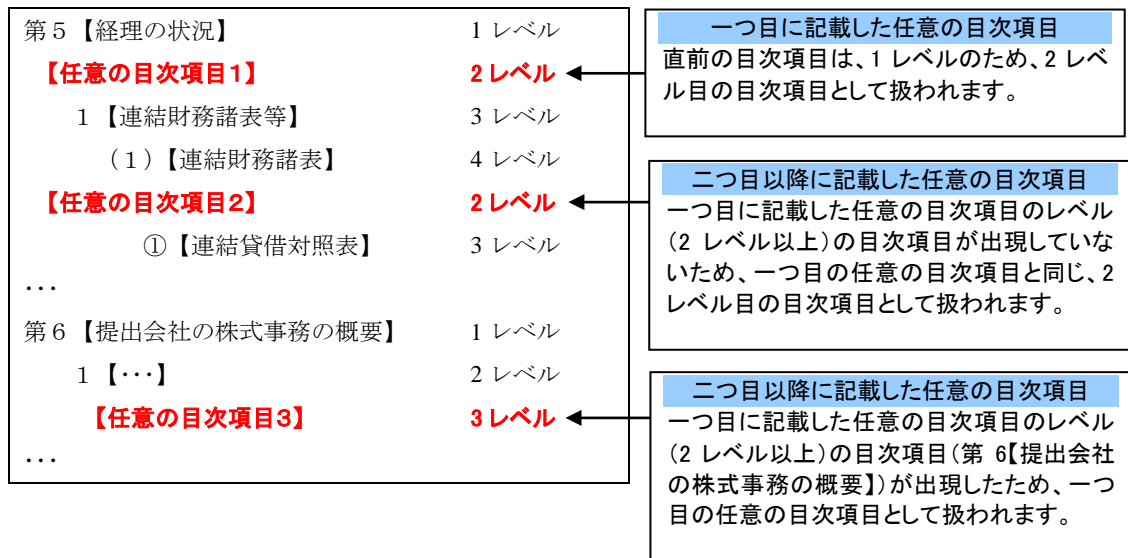 第5【経理の状況】 1レベル
【任意の目次項目1】 2レベル
1【連結財務諸表等】 3レベル
(1)【連結財務諸表】 4レベル
【任意の目次項目2】 2レベル
①【連結貸借対照表】 3レベル
・・・
第6【提出会社の株式事務の概要】 1レベル
1【・・・】 2レベル
【任意の目次項目3】 3レベル
・・・
一つ目に記載した任意の目次項目
直前の目次項目は、1 レベルのため、2 レベ
ル目の目次項目として扱われます。
二つ目以降に記載した任意の目次項目
一つ目に記載した任意の目次項目のレベル
(2 レベル以上)の目次項目が出現していな
いため、一つ目の任意の目次項目と同じ、2
レベル目の目次項目として扱われます。
二つ目以降に記載した任意の目次項目
一つ目に記載した任意の目次項目のレベル
(2 レベル以上)の目次項目(第 6【提出会社
の株式事務の概要】)が出現したため、一つ
目の任意の目次項目として扱われます。